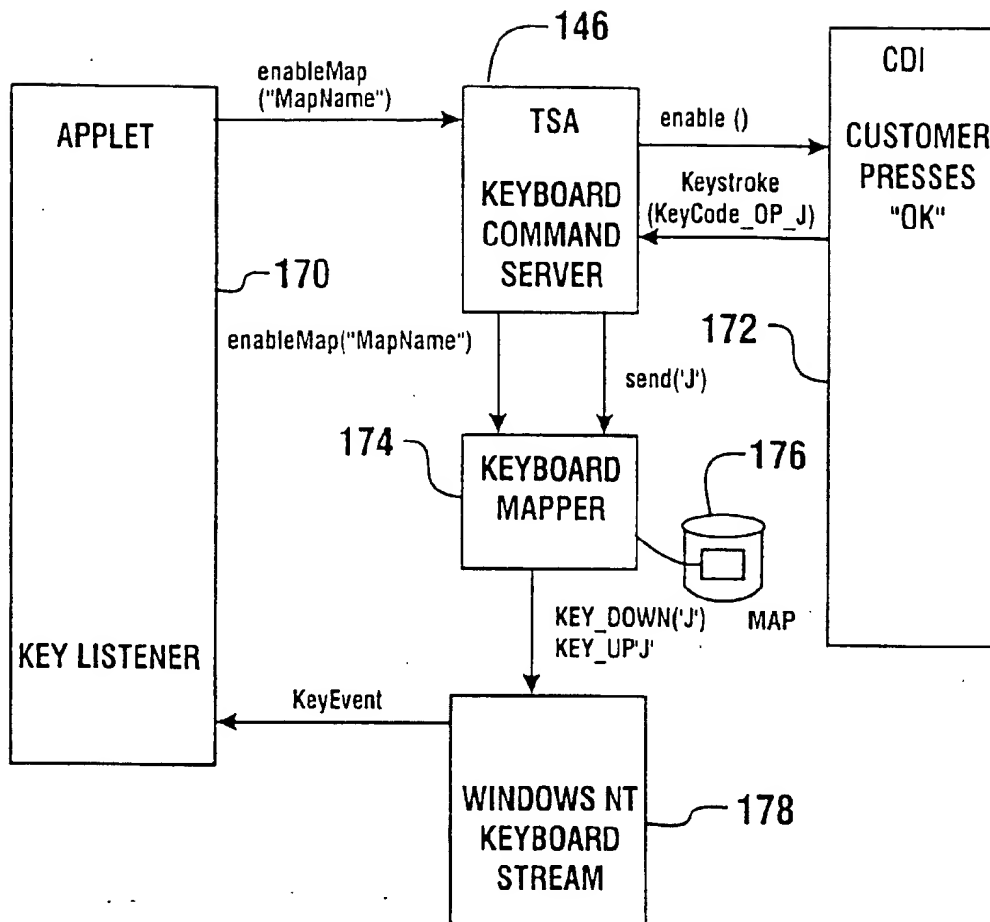 146
enableMap
("MapName")
APPLET
TSA
KEYBOARD
COMMAND
SERVER
enable ()
Keystroke
(KeyCode_OP_J)
CDI
CUSTOMER
PRESSES
"OK"
170
172
enableMap("MapName")
send('J')
174
KEYBOARD
MAPPER
176
MAP
KEY_DOWN('J')
KEY_UP'J'
KEY LISTENER
KeyEvent
WINDOWS NT
KEYBOARD
STREAM
178